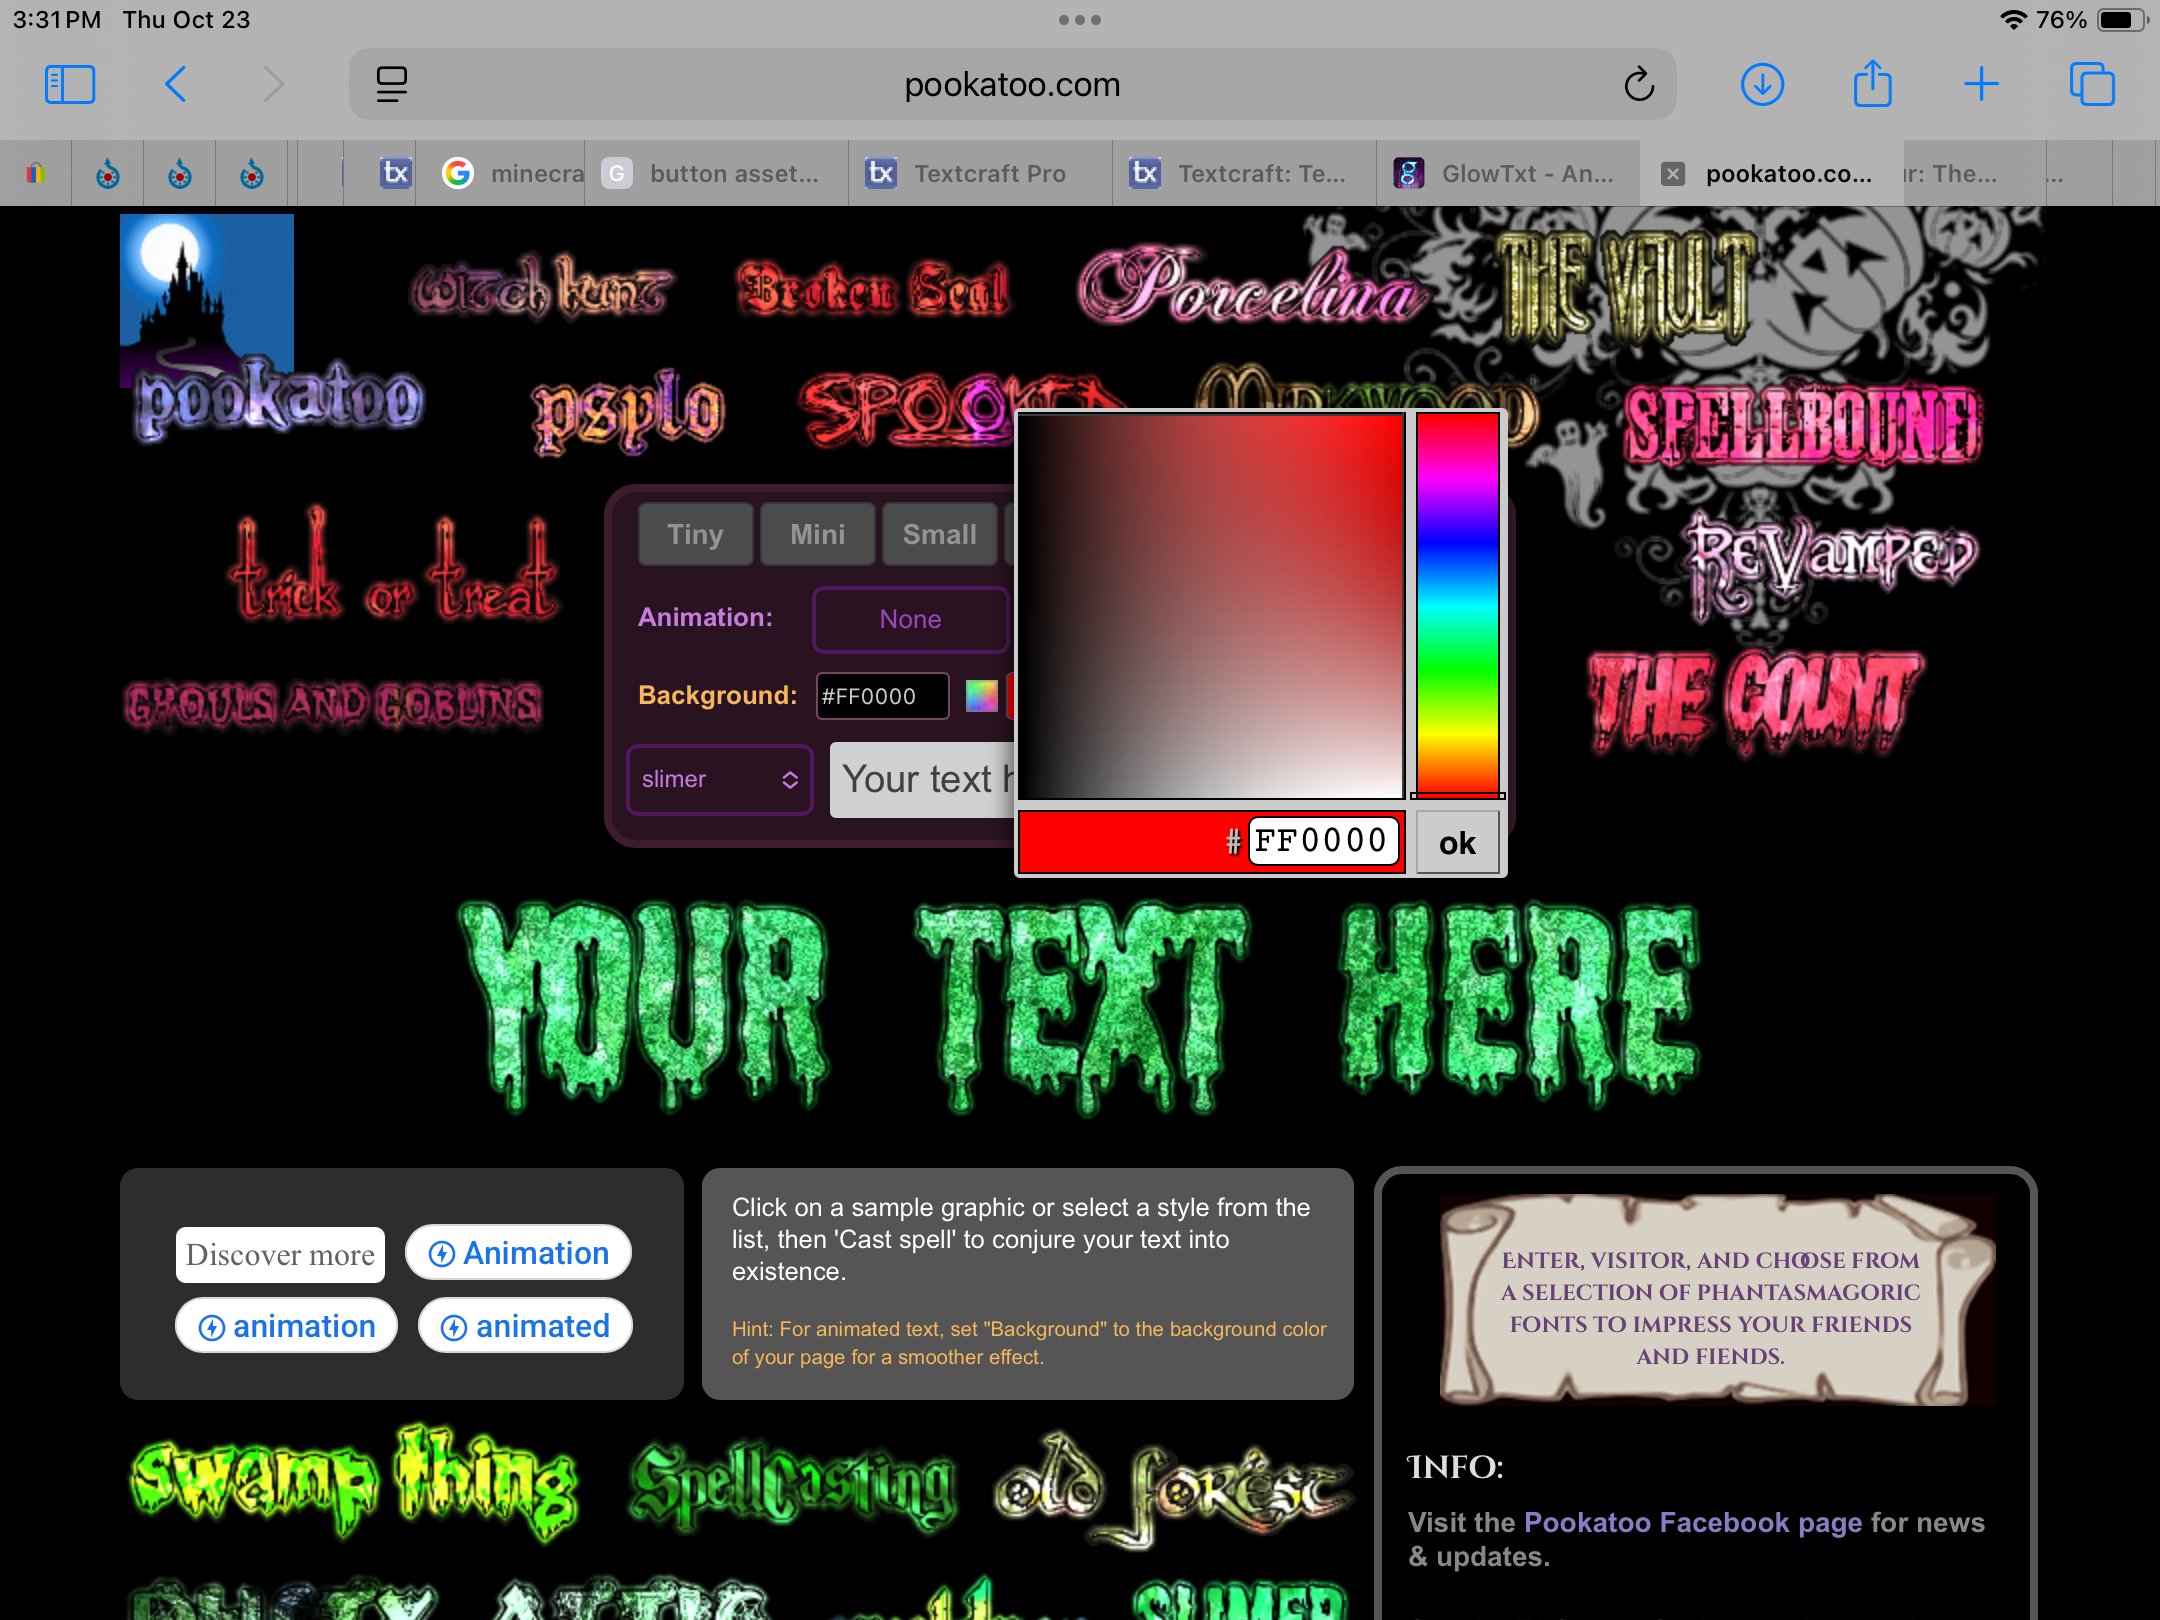 3:31 PM Thu Oct 23
76%
pookatoo.com
minecra
G button asset...
tx Textcraft Pro
tx Textcraft: Te...
GlowTxt - An...
pookatoo.co...
r: The...
...
witch hunt
Broken Seal
Porcelina
THE VAULT
pookatoo
psylo
SPOOKED
MIRKWOOD
SPELLBOUND
trick or treat
REVAMPED
GHOULS AND GOBLINS
THE COUNT
Tiny
Mini
Small
Animation:
None
Background:
#FF0000
slimer
Your text h
# FF0000
ok
YOUR TEXT HERE
Discover more
Animation
animation
animated
Click on a sample graphic or select a style from the
list, then 'Cast spell' to conjure your text into
existence.
Hint: For animated text, set "Background" to the background color
of your page for a smoother effect.
ENTER, VISITOR, AND CHOOSE FROM
A SELECTION OF PHANTASMAGORIC
FONTS TO IMPRESS YOUR FRIENDS
AND FIENDS.
INFO:
Visit the Pookatoo Facebook page for news
& updates.
swamp thing
SpellCasting
old forest
SLIMER